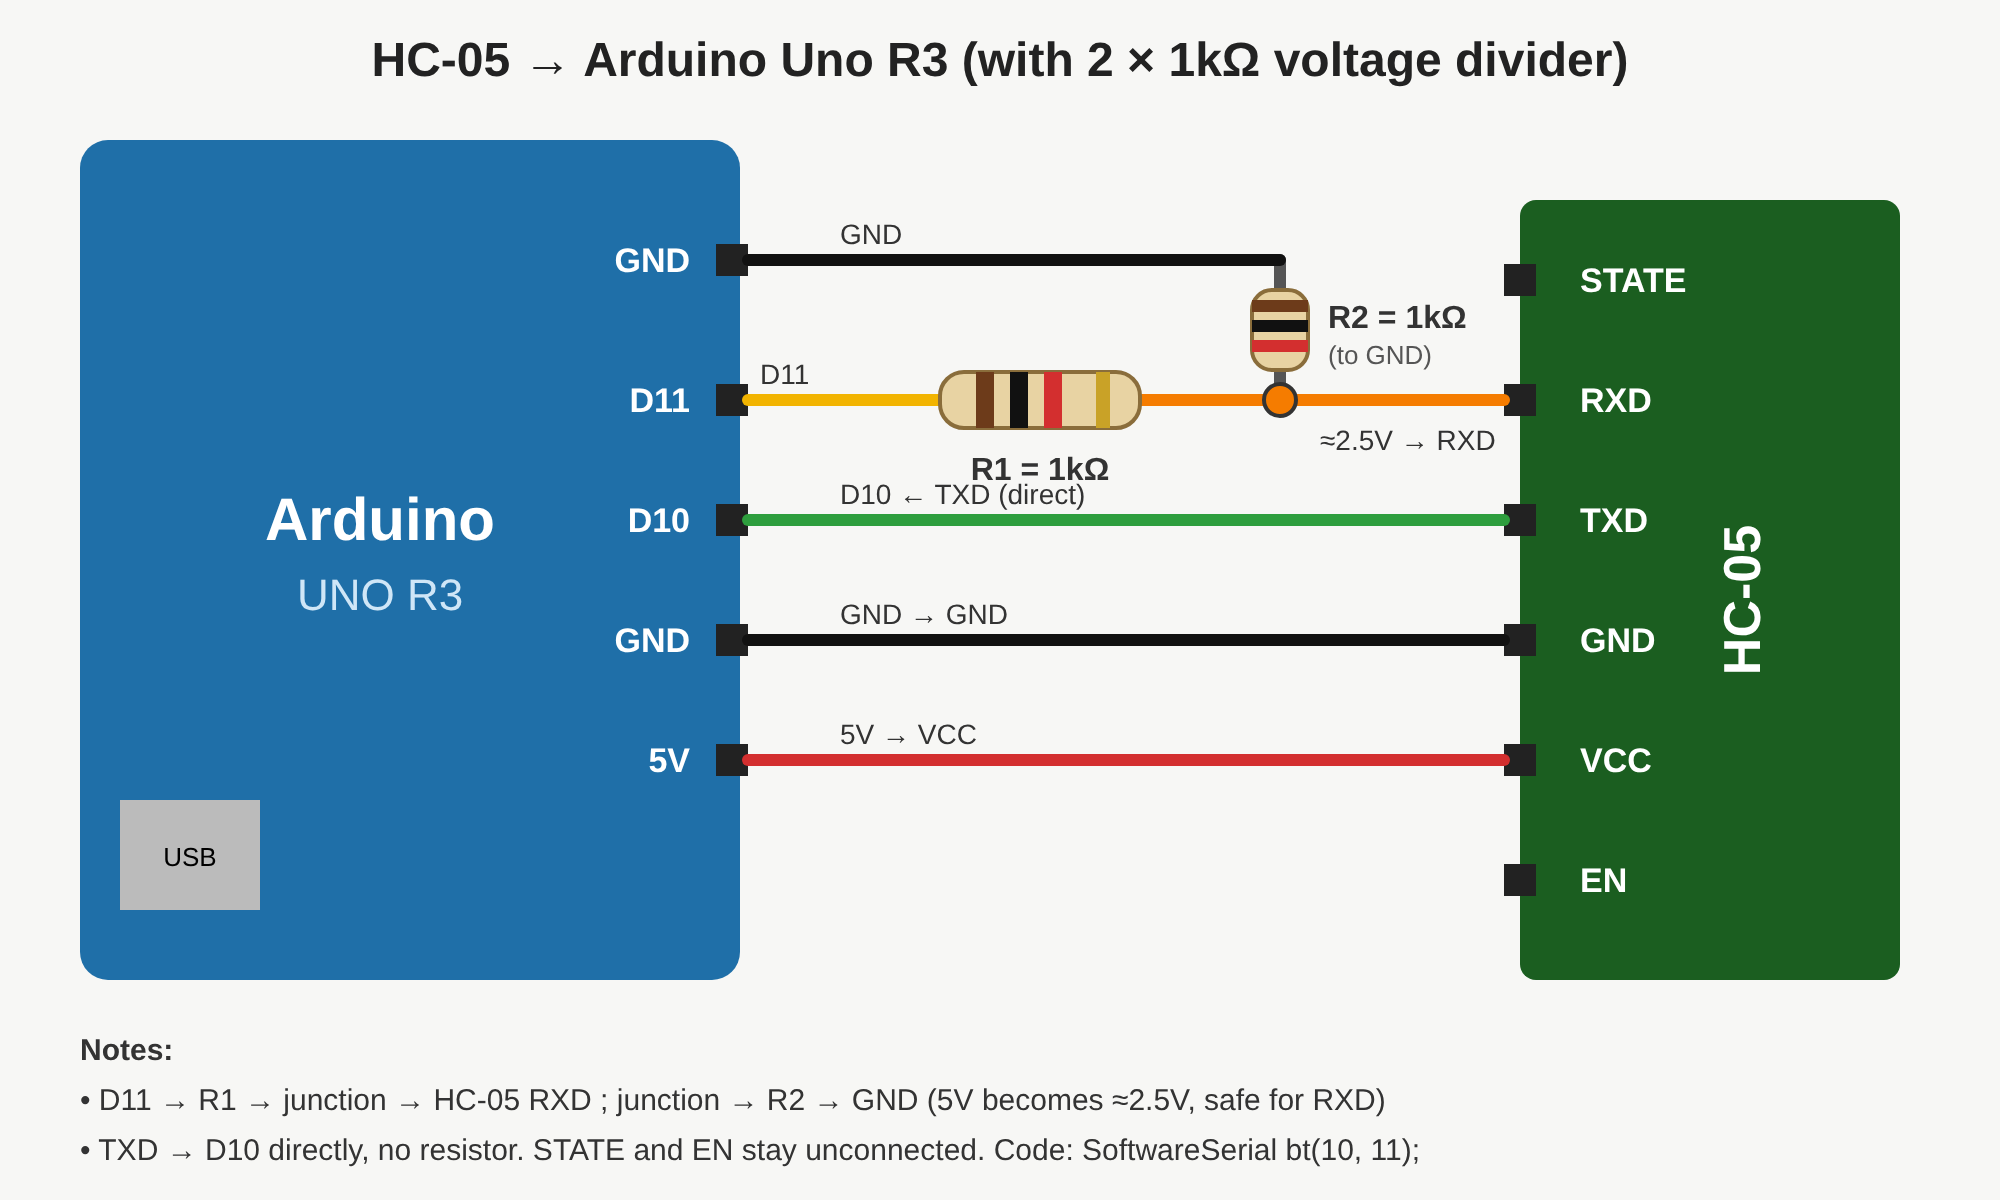 HC-05 → Arduino Uno R3 (with 2 × 1kΩ voltage divider)
GND
GND
STATE
R2 = 1kΩ
(to GND)
D11
D11
RXD
≈2.5V → RXD
R1 = 1kΩ
D10 ← TXD (direct)
Arduino
UNO R3
D10
TXD
HC-05
GND → GND
GND
GND
5V → VCC
5V
VCC
USB
EN
Notes:
• D11 → R1 → junction → HC-05 RXD ; junction → R2 → GND (5V becomes ≈2.5V, safe for RXD)
• TXD → D10 directly, no resistor. STATE and EN stay unconnected. Code: SoftwareSerial bt(10, 11);